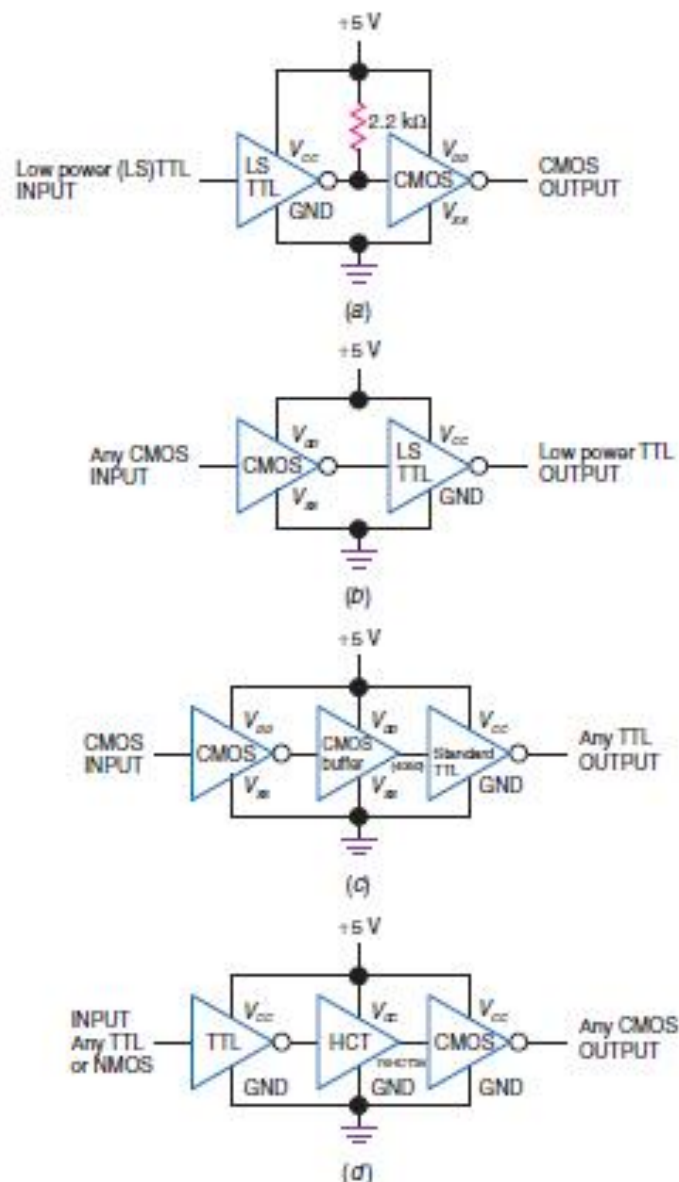 +5 V
2.2 kΩ
Low power (LS)TTL
INPUT
LS
TTL
V_CC
GND
CMOS
V_DD
V_SS
CMOS
OUTPUT
(a)
+5 V
Any CMOS
INPUT
CMOS
V_DD
V_SS
LS
TTL
V_CC
GND
Low power TTL
OUTPUT
(b)
+5 V
CMOS
INPUT
CMOS
V_DD
V_SS
CMOS
buffer
V_DD
V_SS
Standard
TTL
V_CC
GND
Any TTL
OUTPUT
(c)
+5 V
INPUT
Any TTL
or NMOS
TTL
V_CC
GND
HCT
V_CC
GND
CMOS
V_CC
GND
Any CMOS
OUTPUT
(d)